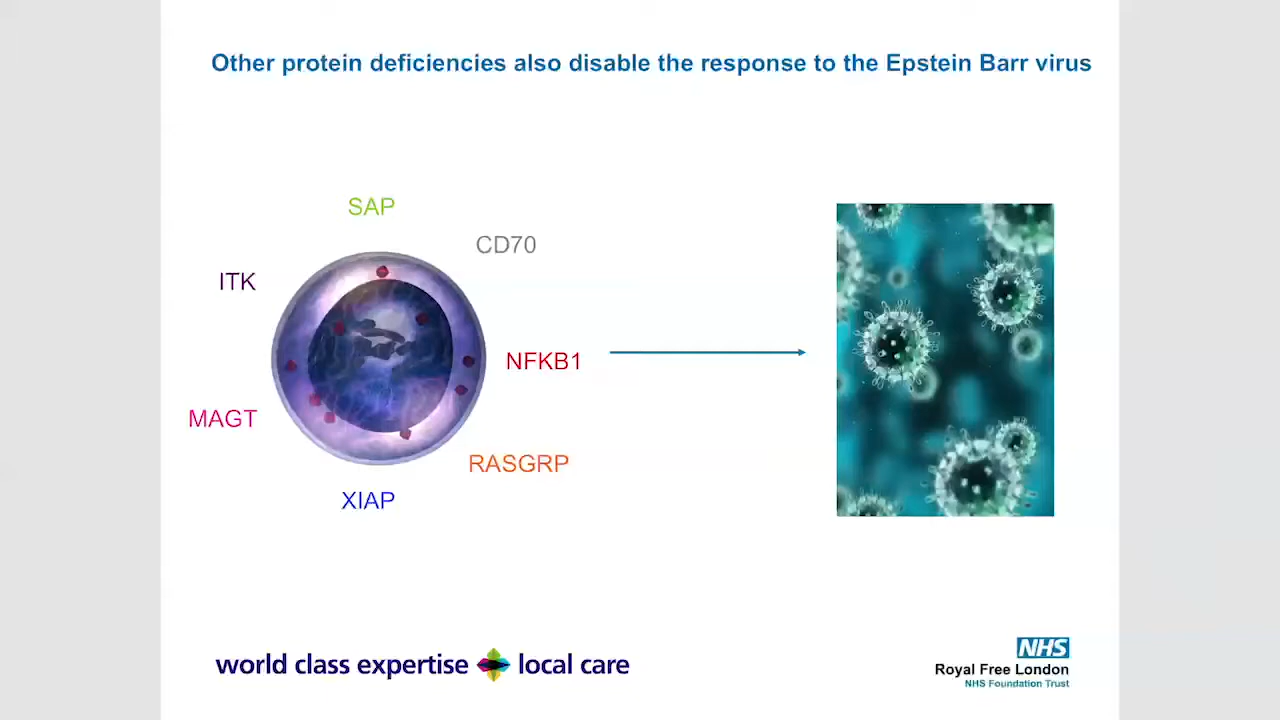 Other protein deficiencies also disable the response to the Epstein Barr virus
SAP
CD70
ITK
NFKB1
MAGT
RASGRP
XIAP
world class expertise local care
NHS
Royal Free London
NHS Foundation Trust